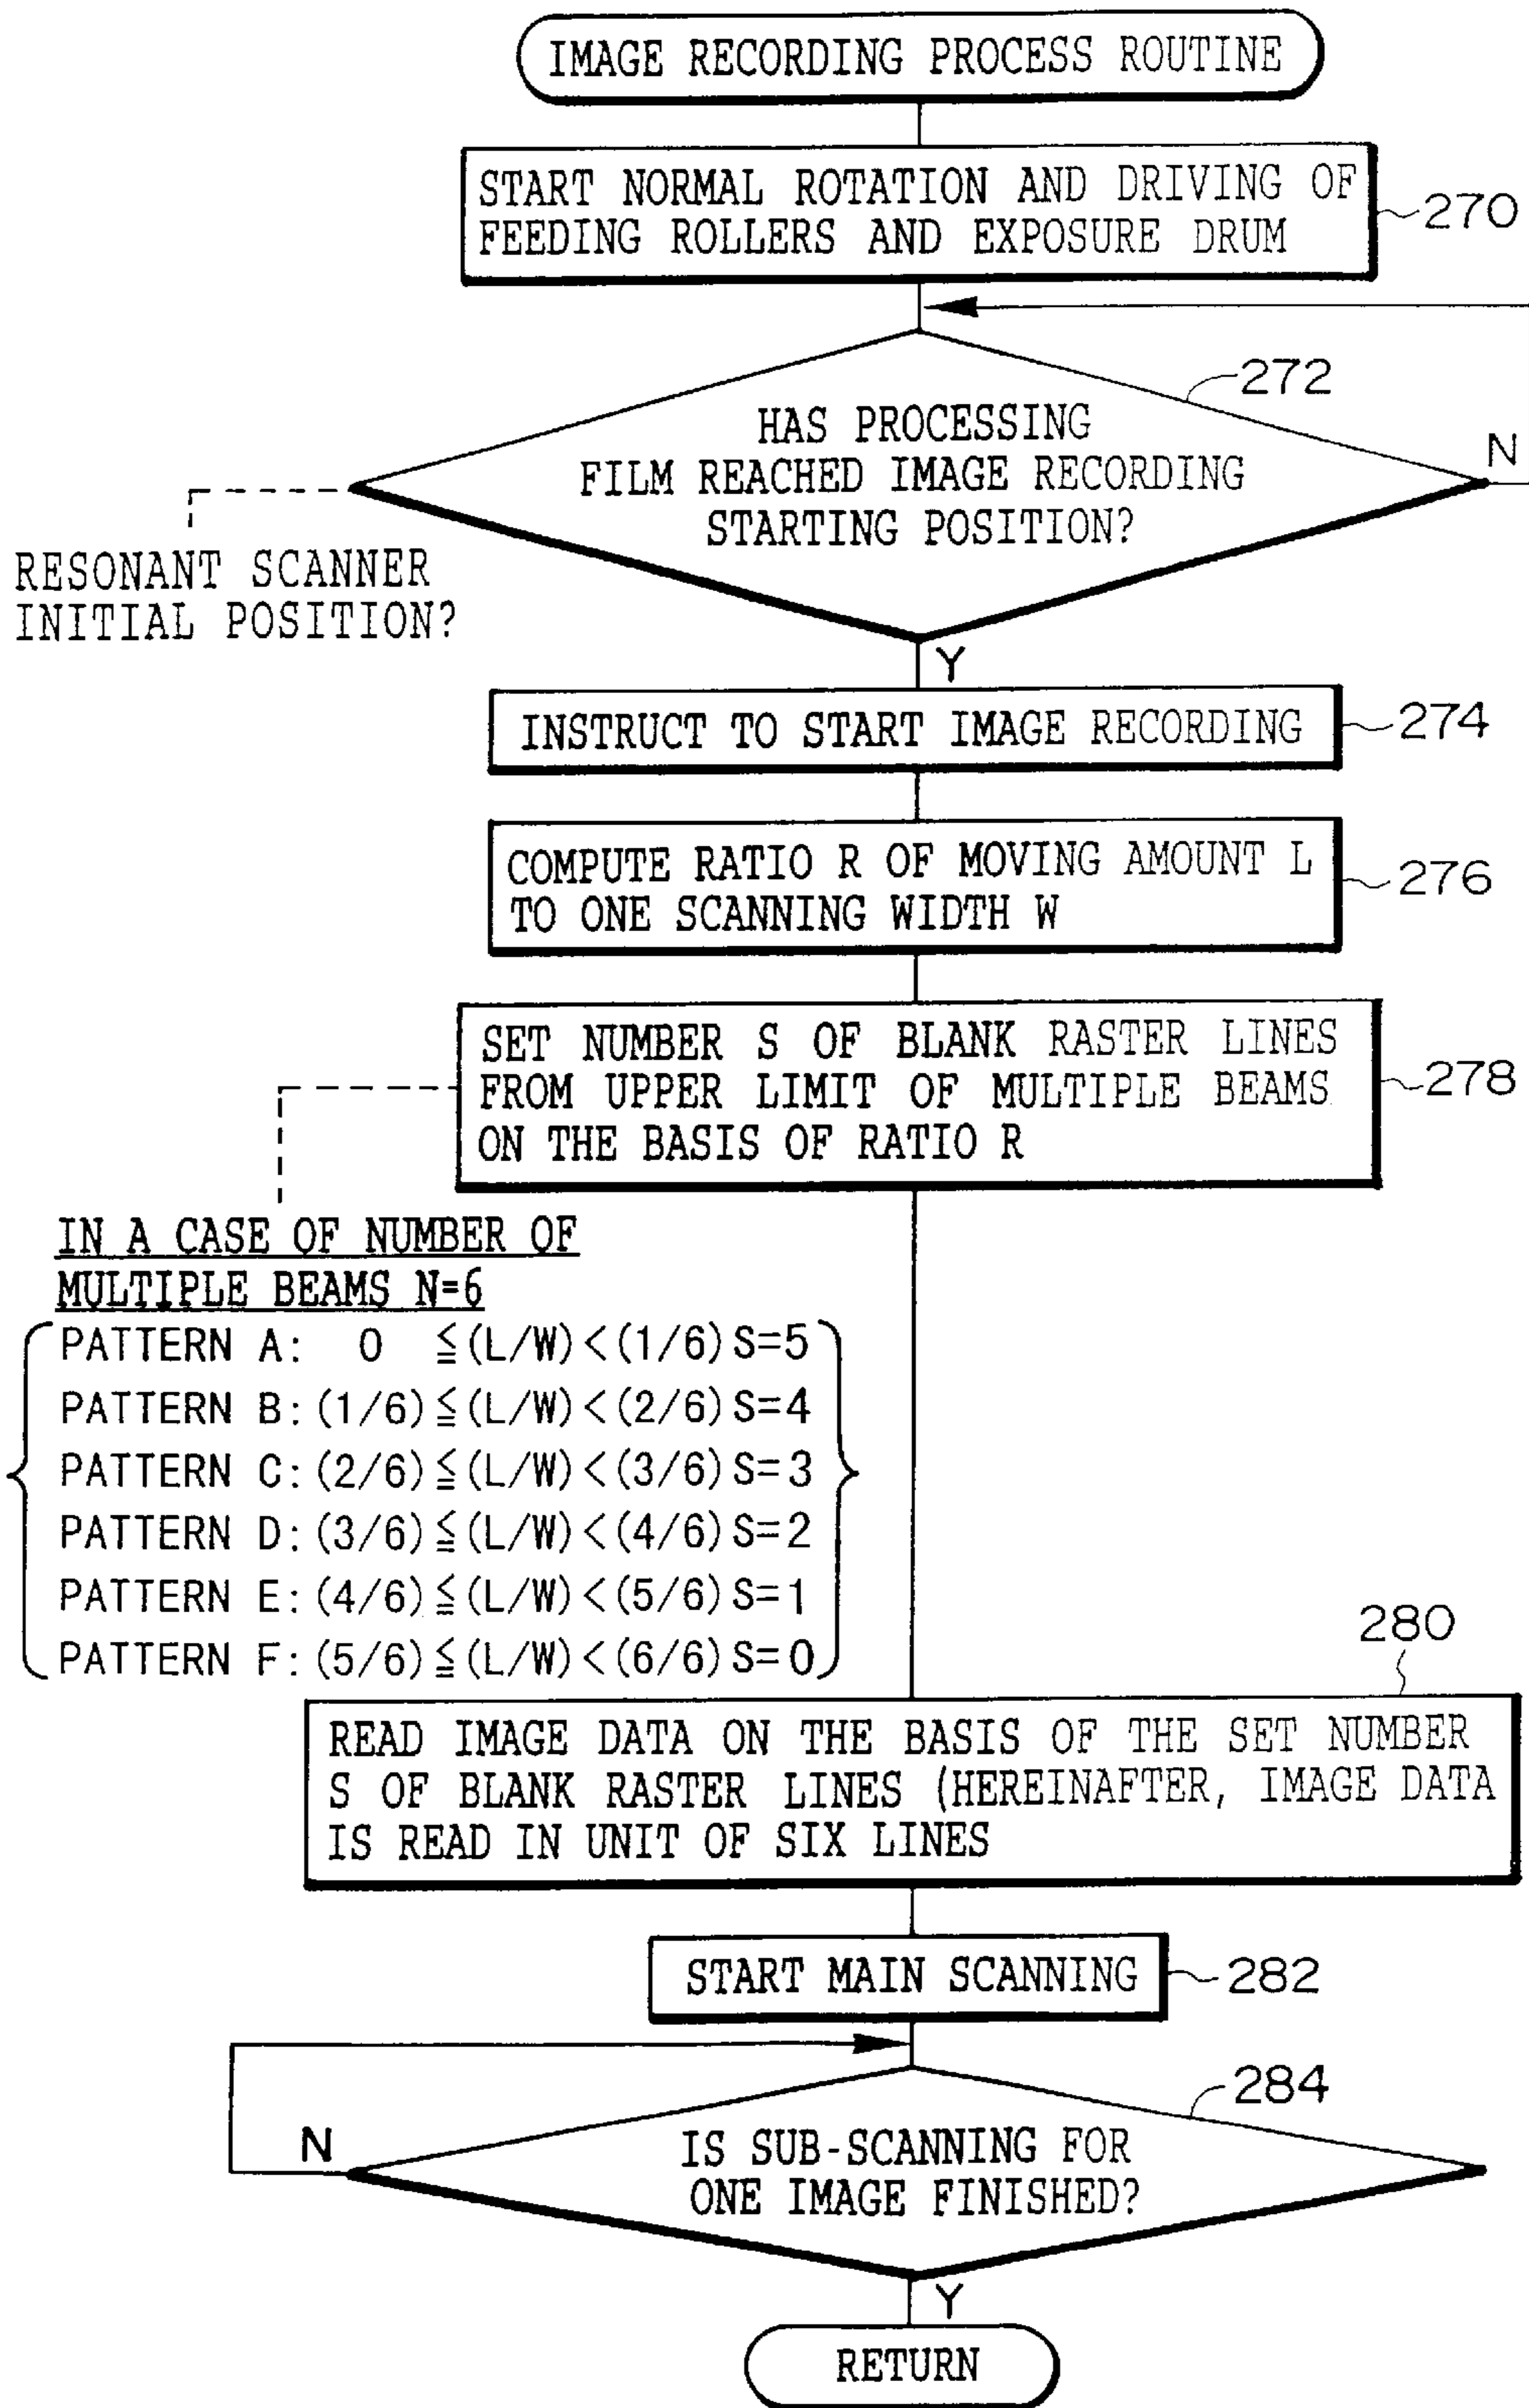 IMAGE RECORDING PROCESS ROUTINE
START NORMAL ROTATION AND DRIVING OF
FEEDING ROLLERS AND EXPOSURE DRUM
270
272
HAS PROCESSING
FILM REACHED IMAGE RECORDING
STARTING POSITION?
N
RESONANT SCANNER
INITIAL POSITION?
Y
INSTRUCT TO START IMAGE RECORDING
274
COMPUTE RATIO R OF MOVING AMOUNT L
TO ONE SCANNING WIDTH W
276
SET NUMBER S OF BLANK RASTER LINES
FROM UPPER LIMIT OF MULTIPLE BEAMS
ON THE BASIS OF RATIO R
278
IN A CASE OF NUMBER OF
MULTIPLE BEAMS N=6
PATTERN A: 0 ≦(L/W)<(1/6) S=5
PATTERN B: (1/6)≦(L/W)<(2/6) S=4
PATTERN C: (2/6)≦(L/W)<(3/6) S=3
PATTERN D: (3/6)≦(L/W)<(4/6) S=2
PATTERN E: (4/6)≦(L/W)<(5/6) S=1
PATTERN F: (5/6)≦(L/W)<(6/6) S=0
280
READ IMAGE DATA ON THE BASIS OF THE SET NUMBER
S OF BLANK RASTER LINES (HEREINAFTER, IMAGE DATA
IS READ IN UNIT OF SIX LINES
START MAIN SCANNING
282
284
N
IS SUB-SCANNING FOR
ONE IMAGE FINISHED?
Y
RETURN